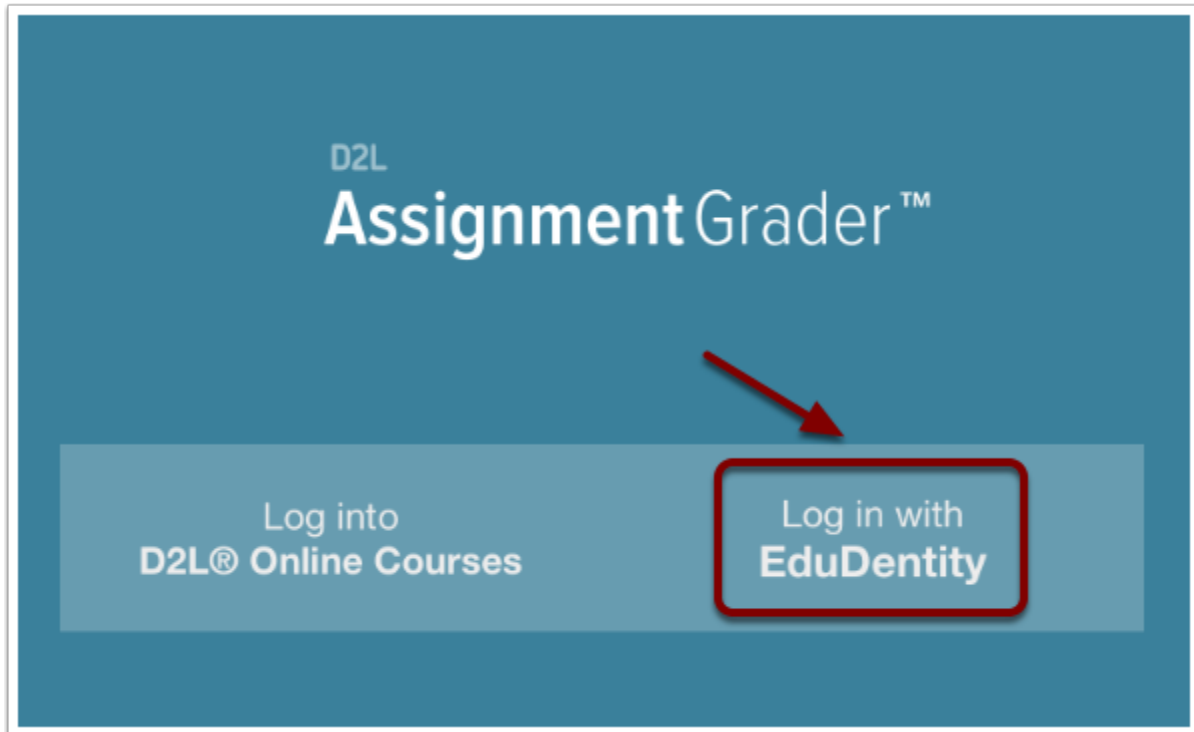 D2L
Assignment Grader™
Log into
D2L® Online Courses
Log in with
EduDentity